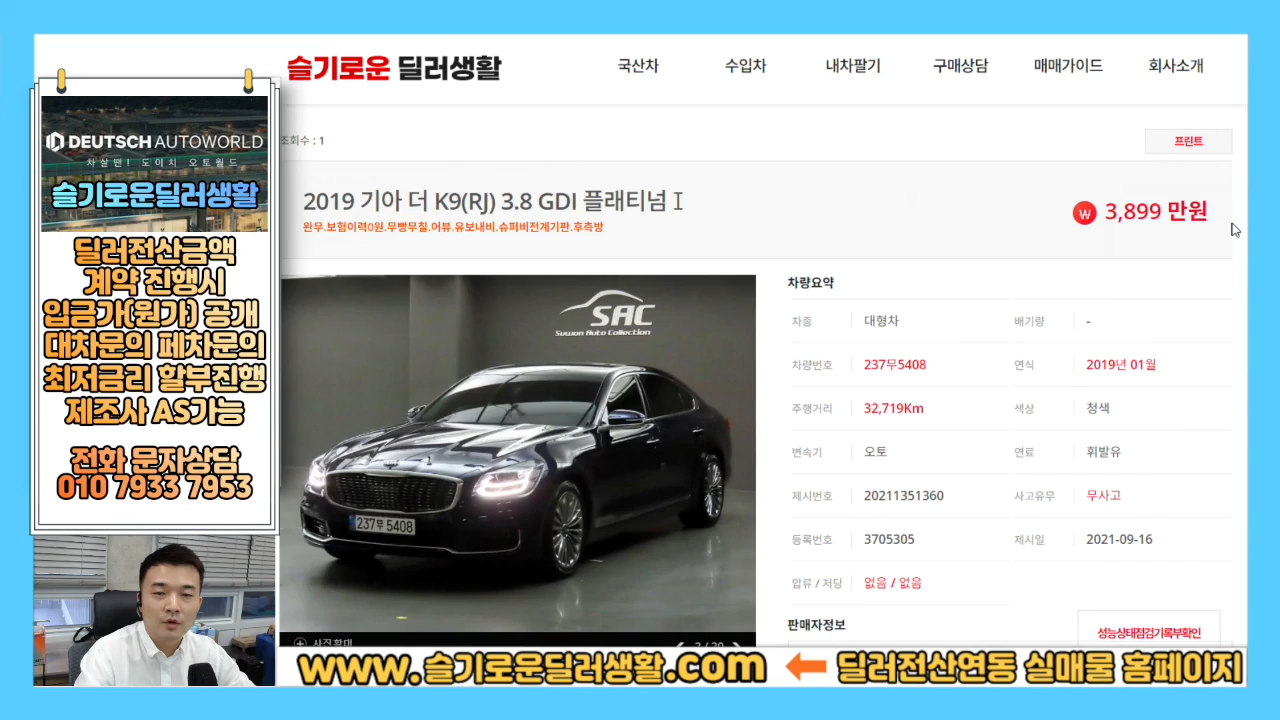 슬기로운 딜러생활
국산차 수입차 내차팔기 구매상담 매매가이드 회사소개
DEUTSCH AUTOWORLD
차살땐! 도이치 오토월드
슬기로운딜러생활
딜러전산금액
계약 진행시
입금가(원가) 공개
대차문의 폐차문의
최저금리 할부진행
제조사 AS가능
전화 문자상담
010 7933 7953
조회수 : 1
프린트
2019 기아 더 K9(RJ) 3.8 GDI 플래티넘
완무.보험이력0원.무빵무칠.어뷰.유보내비.슈퍼비전계기판.후측방
₩ 3,899 만원
SAC
Suwon Auto Collection
237무 5408
차량요약
차종 대형차 배기량 -
차량번호 237무5408 연식 2019년 01월
주행거리 32,719Km 색상 청색
변속기 오토 연료 휘발유
제시번호 20211351360 사고유무 무사고
등록번호 3705305 제시일 2021-09-16
압류 / 저당 없음 / 없음
판매자정보
성능상태점검기록부확인
www.슬기로운딜러생활.com 딜러전산연동 실매물 홈페이지